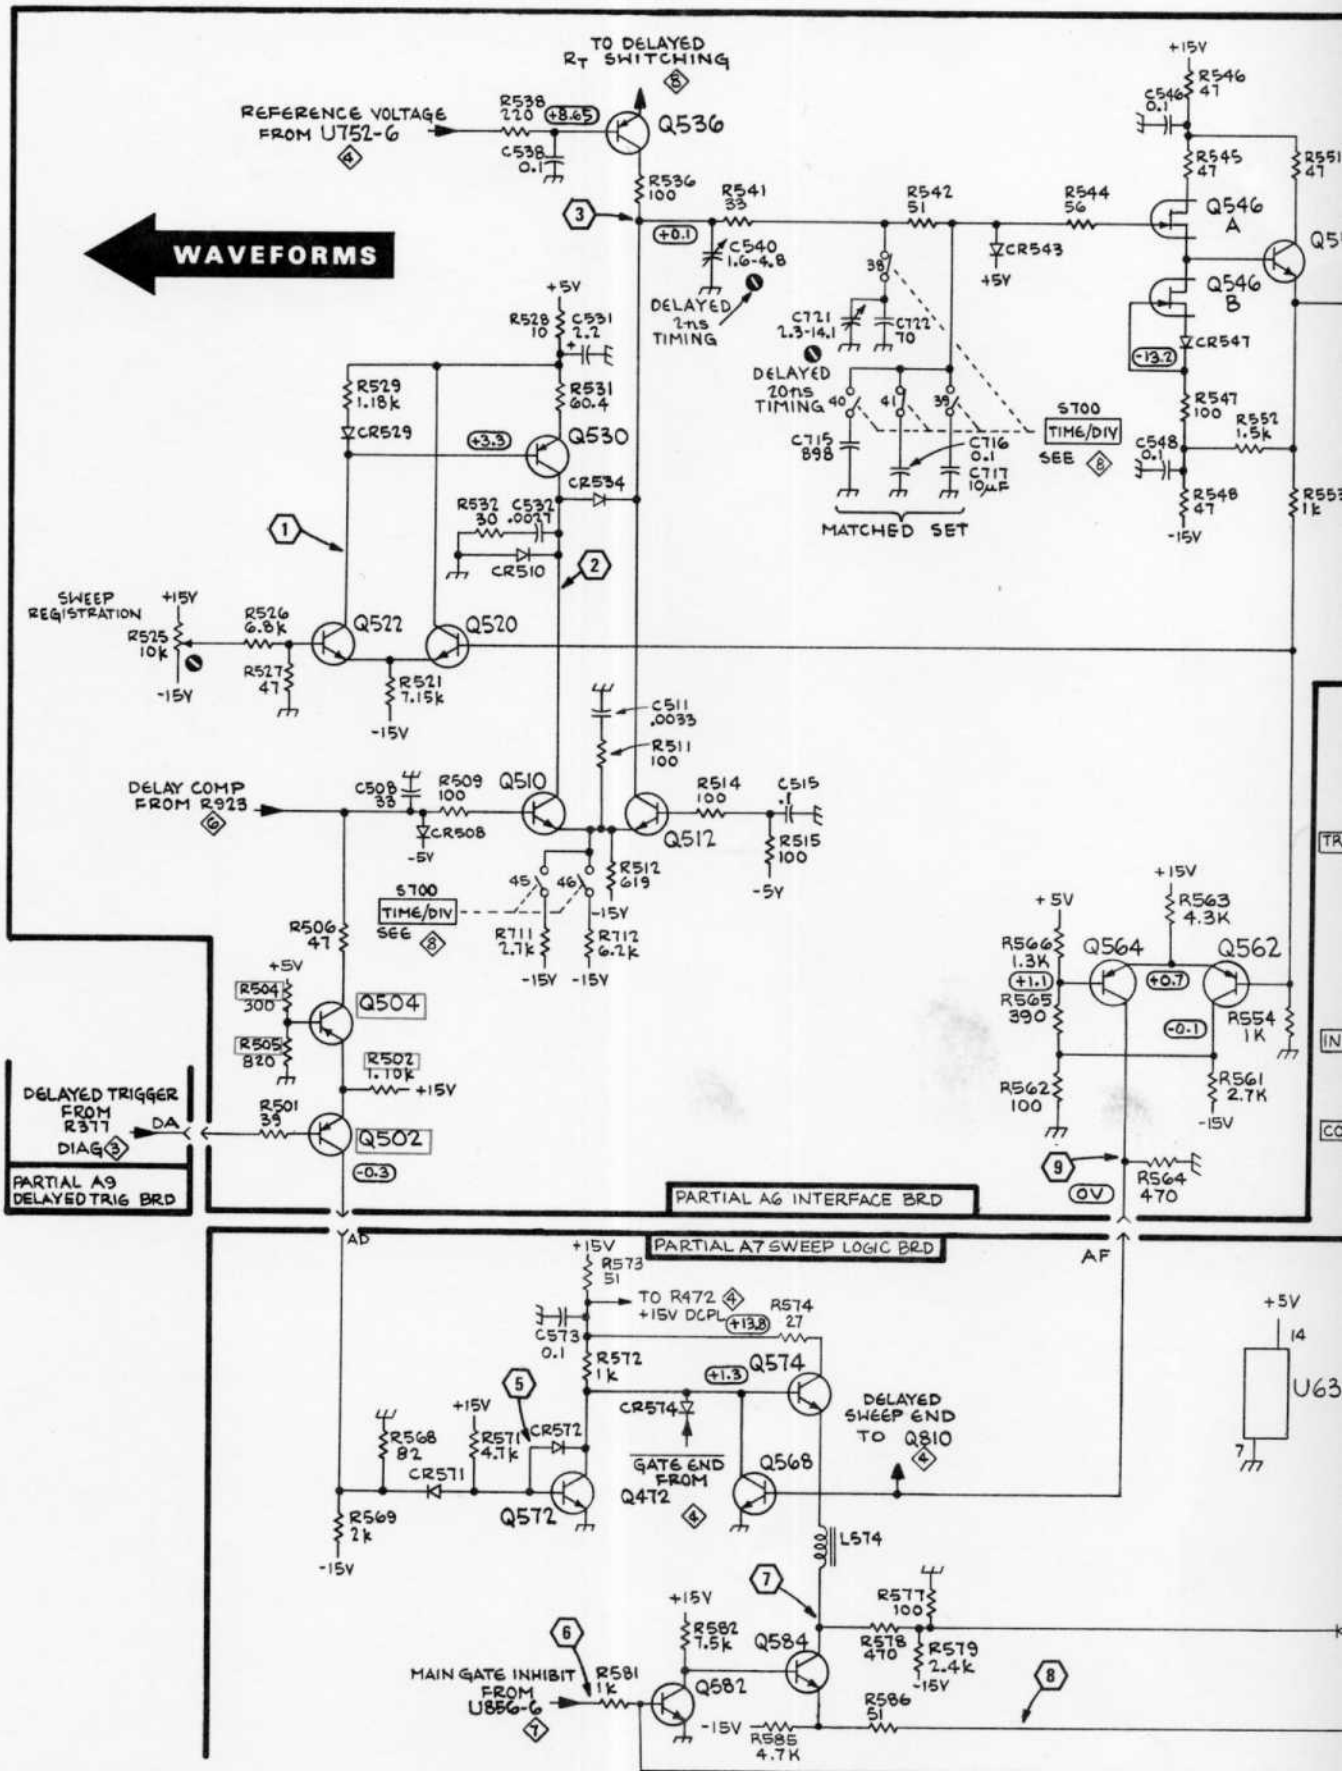 TO DELAYED
RT SWITCHING
8
REFERENCE VOLTAGE
FROM U752-6
4
R538
220
+8.65
C538
0.1
Q536
R536
100
3
+0.1
R541
33
C540
1.6-4.8
DELAYED
2ns
TIMING
R542
51
R544
56
CR543
+5V
+15V
R546
47
C546
0.1
R545
47
R551
47
Q546
A
Q546
B
CR547
-13.2
R547
100
R552
1.5k
C548
0.1
R548
47
-15V
R553
1k
WAVEFORMS
38
C721
2.3-14.1
C722
70
DELAYED
20ns
TIMING
40
41
39
C715
898
C716
0.1
C717
10µF
MATCHED SET
S700
TIME/DIV
SEE 8
+5V
R528
10
C531
2.2
R529
1.18k
R531
60.4
CR529
+3.3
Q530
CR534
R532
30
C532
.0027
CR510
1
2
SWEEP
REGISTRATION
+15V
R525
10k
-15V
R526
6.8k
R527
47
Q522
Q520
R521
7.15k
-15V
C511
.0033
R511
100
DELAY COMP
FROM R923
6
C508
33
R509
100
CR508
-5V
Q510
Q512
R514
100
C515
.1
R515
100
-5V
45
46
R512
619
-15V
S700
TIME/DIV
SEE 8
R711
2.7k
-15V
R712
6.2k
-15V
R506
47
+5V
R504
300
Q504
R505
820
R502
1.10k
+15V
DELAYED TRIGGER
FROM
R377
DIAG 3
DA
R501
39
Q502
-0.3
PARTIAL A9
DELAYED TRIG BRD
+15V
R563
4.3K
+5V
R566
1.3K
+1.1
Q564
Q562
+0.7
R565
390
-0.1
R554
1K
R562
100
R561
2.7K
-15V
9
0V
R564
470
TR
IN
CO
PARTIAL A6 INTERFACE BRD
AD
PARTIAL A7 SWEEP LOGIC BRD
AF
+15V
R573
51
TO R472 4
+15V DCPL
+13.8
R574
27
C573
0.1
R572
1k
+1.3
Q574
5
CR572
CR574
DELAYED
SWEEP END
TO Q810
4
+15V
R571
4.7k
R568
82
CR571
GATE END
FROM
Q472
4
Q568
Q572
R569
2k
-15V
L574
+5V
14
U63
7
7
+15V
R582
7.5k
Q584
R577
100
R578
470
R579
2.4k
-15V
6
MAIN GATE INHIBIT
FROM
U856-6
7
R581
1k
Q582
-15V
R585
4.7K
R586
51
8